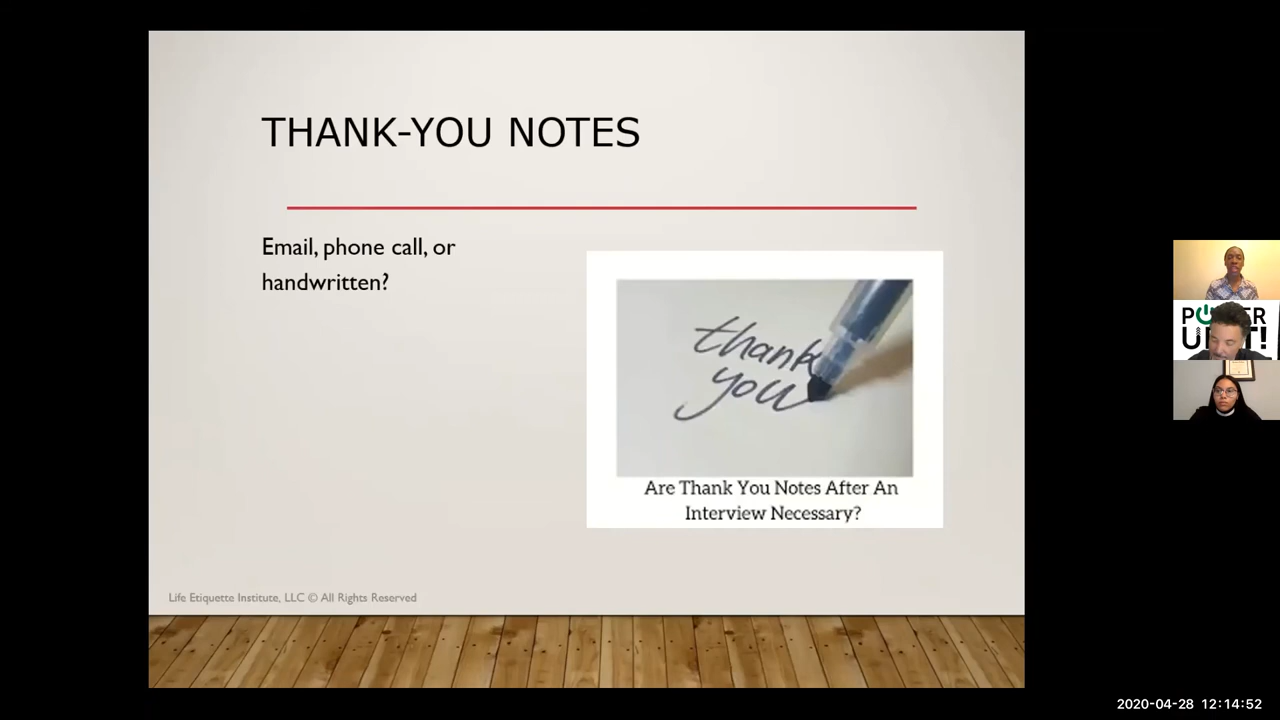 THANK-YOU NOTES
Email, phone call, or
handwritten?
thank
you
Are Thank You Notes After An
Interview Necessary?
Life Etiquette Institute, LLC © All Rights Reserved
2020-04-28 12:14:52